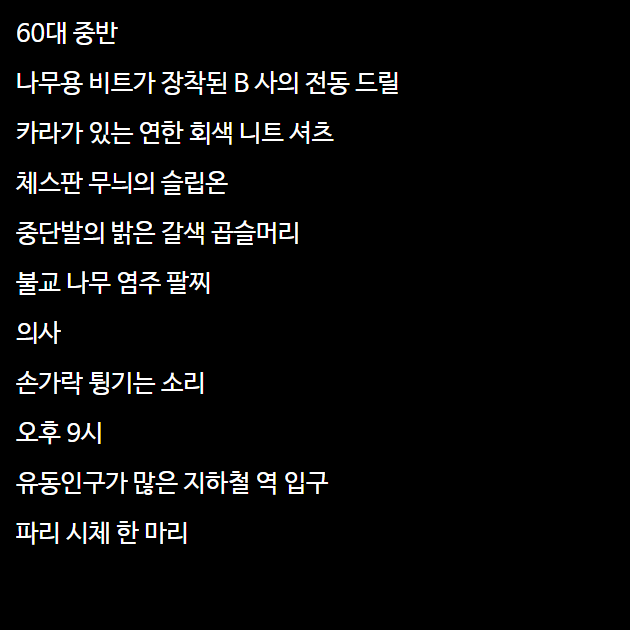 60대 중반
나무용 비트가 장착된 B 사의 전동 드릴
카라가 있는 연한 회색 니트 셔츠
체스판 무늬의 슬립온
중단발의 밝은 갈색 곱슬머리
불교 나무 염주 팔찌
의사
손가락 튕기는 소리
오후 9시
유동인구가 많은 지하철 역 입구
파리 시체 한 마리